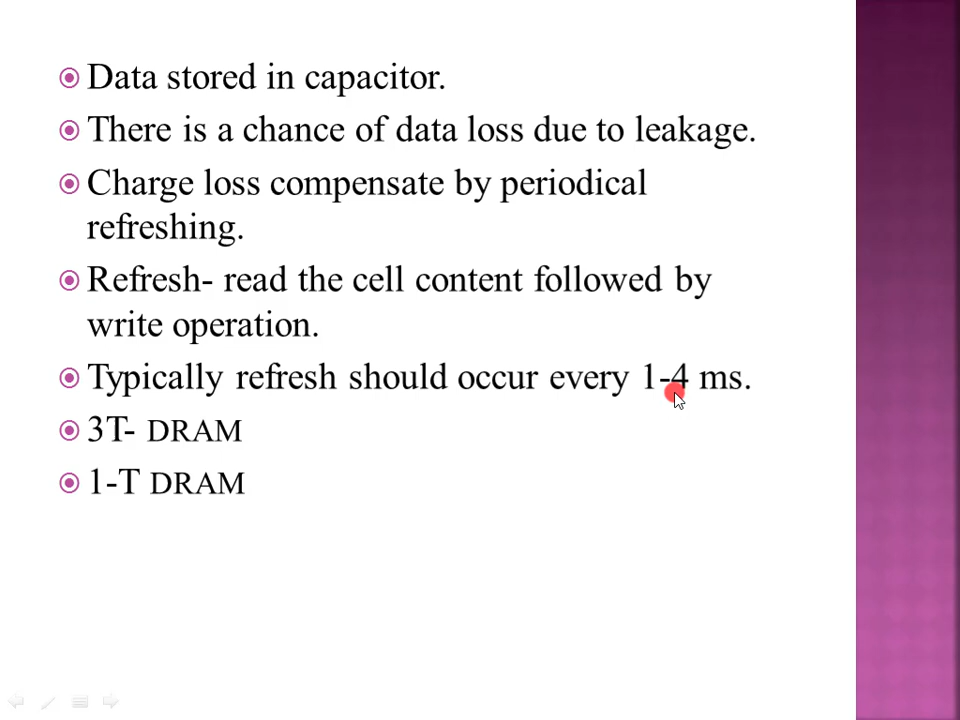 Data stored in capacitor.
There is a chance of data loss due to leakage.
Charge loss compensate by periodical
refreshing.
Refresh- read the cell content followed by
write operation.
Typically refresh should occur every 1-4 ms.
3T- DRAM
1-T DRAM